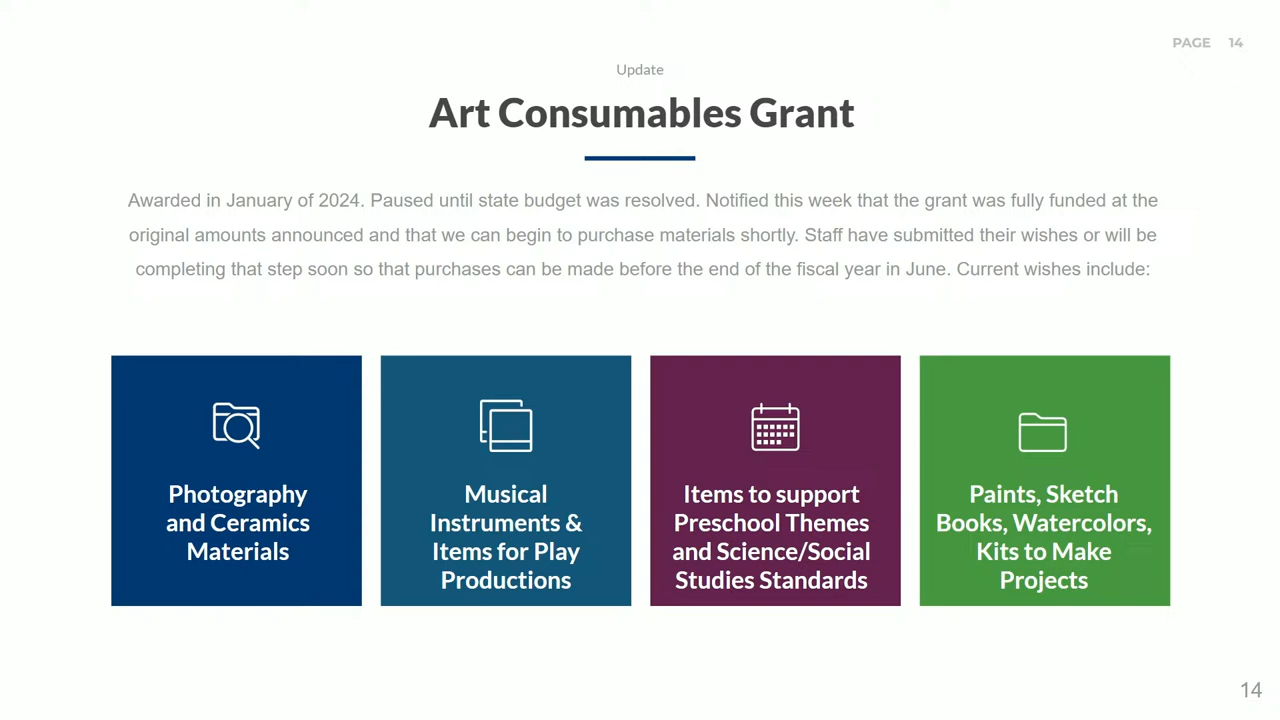 PAGE 14
Update
Art Consumables Grant
Awarded in January of 2024. Paused until state budget was resolved. Notified this week that the grant was fully funded at the
original amounts announced and that we can begin to purchase materials shortly. Staff have submitted their wishes or will be
completing that step soon so that purchases can be made before the end of the fiscal year in June. Current wishes include:
Photography
and Ceramics
Materials
Musical
Instruments &
Items for Play
Productions
Items to support
Preschool Themes
and Science/Social
Studies Standards
Paints, Sketch
Books, Watercolors,
Kits to Make
Projects
14